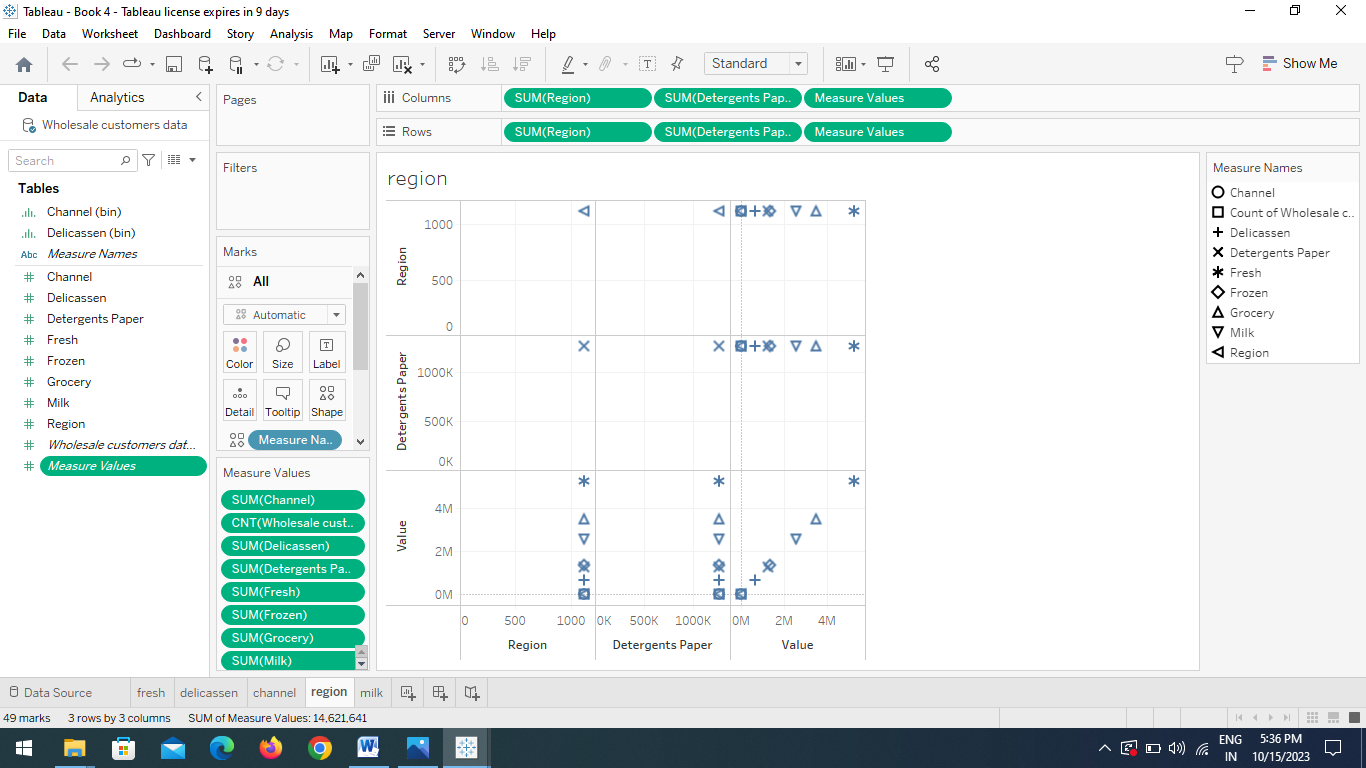 Tableau - Book 4 - Tableau license expires in 9 days
File Data Worksheet Dashboard Story Analysis Map Format Server Window Help
Standard
Show Me
Data Analytics
Wholesale customers data
Search
Tables
Channel (bin)
Delicassen (bin)
Abc Measure Names
Channel
Delicassen
Detergents Paper
Fresh
Frozen
Grocery
Milk
Region
Wholesale customers dat...
Measure Values
Pages
Filters
Marks
All
Automatic
Color Size Label
Detail Tooltip Shape
Measure Na..
Measure Values
SUM(Channel)
CNT(Wholesale cust..
SUM(Delicassen)
SUM(Detergents Pa..
SUM(Fresh)
SUM(Frozen)
SUM(Grocery)
SUM(Milk)
Columns SUM(Region) SUM(Detergents Pap.. Measure Values
Rows SUM(Region) SUM(Detergents Pap.. Measure Values
region
Region
1000
500
0
Detergents Paper
1000K
500K
0K
Value
4M
2M
0M
0 500 1000 0K 500K 1000K 0M 2M 4M
Region Detergents Paper Value
Measure Names
Channel
Count of Wholesale c..
Delicassen
Detergents Paper
Fresh
Frozen
Grocery
Milk
Region
Data Source fresh delicassen channel region milk
49 marks 3 rows by 3 columns SUM of Measure Values: 14,621,641
ENG 5:36 PM
IN 10/15/2023